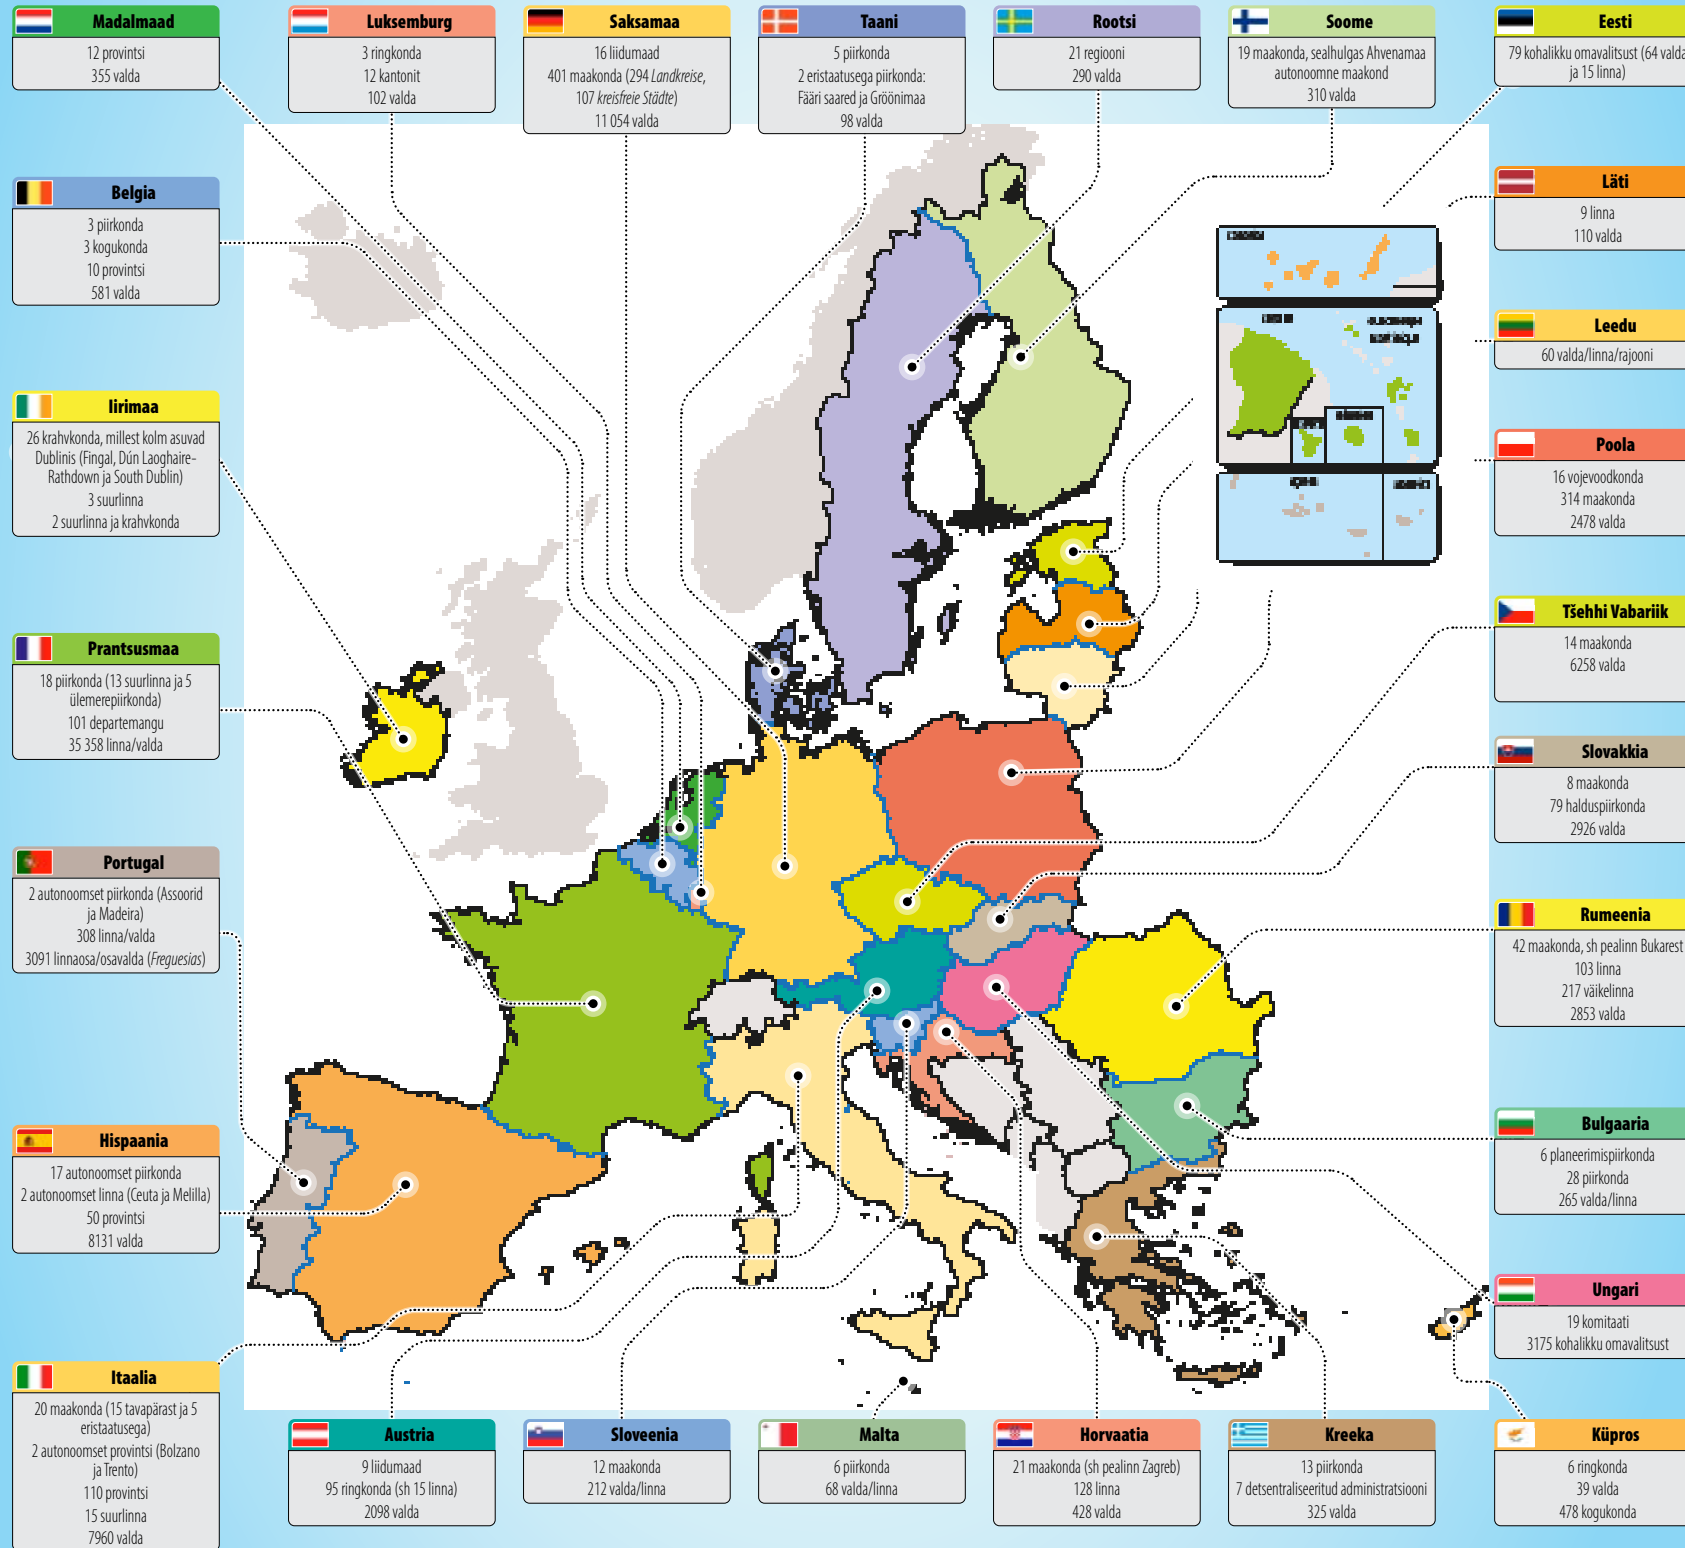 Madalmaad
12 provintsi
355 valda
Luksemburg
3 ringkonda
12 kantonit
102 valda
Saksamaa
16 liidumaad
401 maakonda (294 Landkreise,
107 kreisfreie Städte)
11 054 valda
Taani
5 piirkonda
2 eristaatusega piirkonda:
Fääri saared ja Gröönimaa
98 valda
Rootsi
21 regiooni
290 valda
Soome
19 maakonda, sealhulgas Ahvenamaa
autonoomne maakond
310 valda
Eesti
79 kohalikku omavalitsust (64 valda
ja 15 linna)
Belgia
3 piirkonda
3 kogukonda
10 provintsi
581 valda
Läti
9 linna
110 valda
Leedu
60 valda/linna/rajooni
Iirimaa
26 krahvkonda, millest kolm asuvad
Dublinis (Fingal, Dún Laoghaire-
Rathdown ja South Dublin)
3 suurlinna
2 suurlinna ja krahvkonda
Poola
16 vojevoodkonda
314 maakonda
2478 valda
Tšehhi Vabariik
14 maakonda
6258 valda
Prantsusmaa
18 piirkonda (13 suurlinna ja 5
ülemerepiirkonda)
101 departemangu
35 358 linna/valda
Slovakkia
8 maakonda
79 halduspiirkonda
2926 valda
Portugal
2 autonoomset piirkonda (Assoorid
ja Madeira)
308 linna/valda
3091 linnaosa/osavalda (Freguesias)
Rumeenia
42 maakonda, sh pealinn Bukarest
103 linna
217 väikelinna
2853 valda
Hispaania
17 autonoomset piirkonda
2 autonoomset linna (Ceuta ja Melilla)
50 provintsi
8131 valda
Bulgaaria
6 planeerimispiirkonda
28 piirkonda
265 valda/linna
Ungari
19 komitaati
3175 kohalikku omavalitsust
Itaalia
20 maakonda (15 tavapärast ja 5
eristaatusega)
2 autonoomset provintsi (Bolzano
ja Trento)
110 provintsi
15 suurlinna
7960 valda
Austria
9 liidumaad
95 ringkonda (sh 15 linna)
2098 valda
Sloveenia
12 maakonda
212 valda/linna
Malta
6 piirkonda
68 valda/linna
Horvaatia
21 maakonda (sh pealinn Zagreb)
128 linna
428 valda
Kreeka
13 piirkonda
7 detsentraliseeritud administratsiooni
325 valda
Küpros
6 ringkonda
39 valda
478 kogukonda